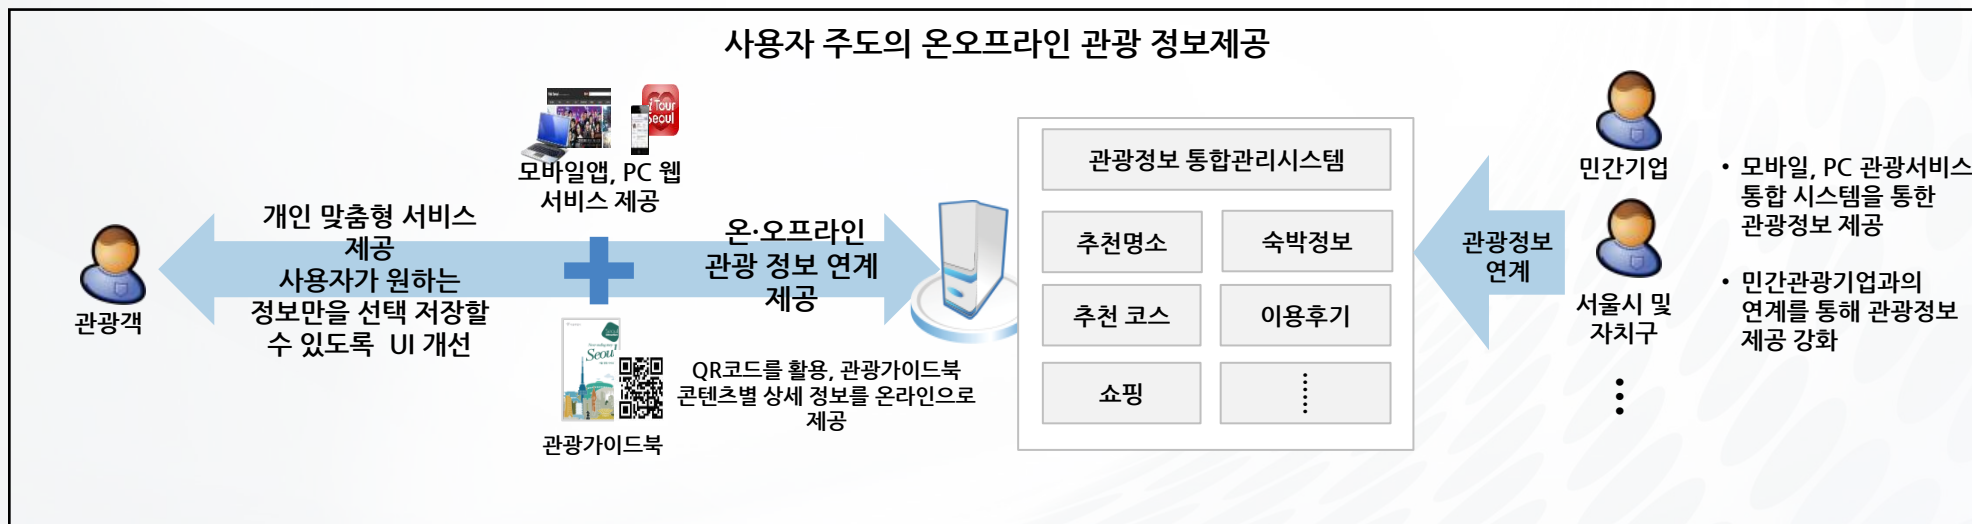 사용자 주도의 온오프라인 관광 정보제공
i Tour
Seoul
모바일앱, PC 웹
서비스 제공
개인 맞춤형 서비스
제공
사용자가 원하는
정보만을 선택 저장할
수 있도록 UI 개선
관광객
온·오프라인
관광 정보 연계
제공
Seoul
관광가이드북
QR코드를 활용, 관광가이드북
콘텐츠별 상세 정보를 온라인으로
제공
관광정보 통합관리시스템
추천명소
숙박정보
추천 코스
이용후기
쇼핑
관광정보
연계
민간기업
서울시 및
자치구
• 모바일, PC 관광서비스
통합 시스템을 통한
관광정보 제공
• 민간관광기업과의
연계를 통해 관광정보
제공 강화